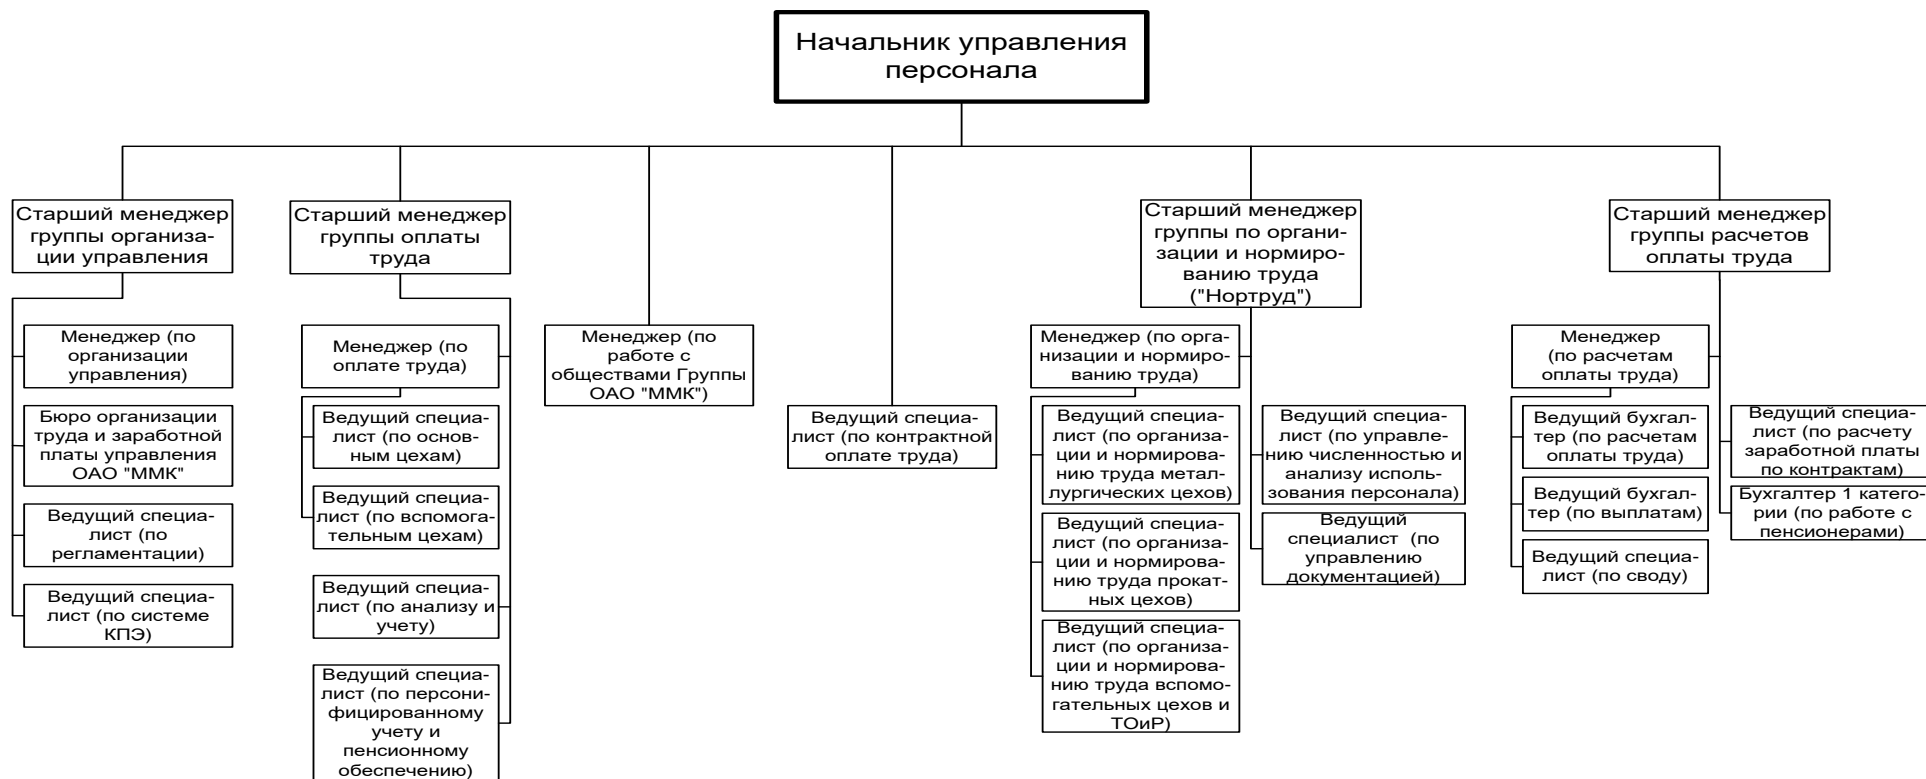 Начальник управления
персонала
Старший менеджер
группы организа-
ции управления
Менеджер (по
организации
управления)
Бюро организации
труда и заработной
платы управления
ОАО "ММК"
Ведущий специа-
лист (по
регламентации)
Ведущий специа-
лист (по системе
КПЭ)
Старший менеджер
группы оплаты
труда
Менеджер (по
оплате труда)
Ведущий специа-
лист (по основ-
ным цехам)
Ведущий специа-
лист (по вспомога-
тельным цехам)
Ведущий специа-
лист (по анализу и
учету)
Ведущий специа-
лист (по персони-
фицированному
учету и
пенсионному
обеспечению)
Менеджер (по
работе с
обществами Группы
ОАО "ММК")
Ведущий специа-
лист (по контрактной
оплате труда)
Старший менеджер
группы по органи-
зации и нормиро-
ванию труда
("Нортруд")
Менеджер (по орга-
низации и нормиро-
ванию труда)
Ведущий специа-
лист (по организа-
ции и нормирова-
нию труда метал-
лургических цехов)
Ведущий специа-
лист (по организа-
ции и нормирова-
нию труда прокат-
ных цехов)
Ведущий специа-
лист (по организа-
ции и нормирова-
нию труда вспомо-
гательных цехов и
ТОиР)
Ведущий специа-
лист (по управле-
нию численностью и
анализу исполь-
зования персонала)
Ведущий
специалист (по
управлению
документацией)
Старший менеджер
группы расчетов
оплаты труда
Менеджер
(по расчетам
оплаты труда)
Ведущий бухгал-
тер (по расчетам
оплаты труда)
Ведущий бухгал-
тер (по выплатам)
Ведущий специа-
лист (по своду)
Ведущий специа-
лист (по расчету
заработной платы
по контрактам)
Бухгалтер 1 катего-
рии (по работе с
пенсионерами)